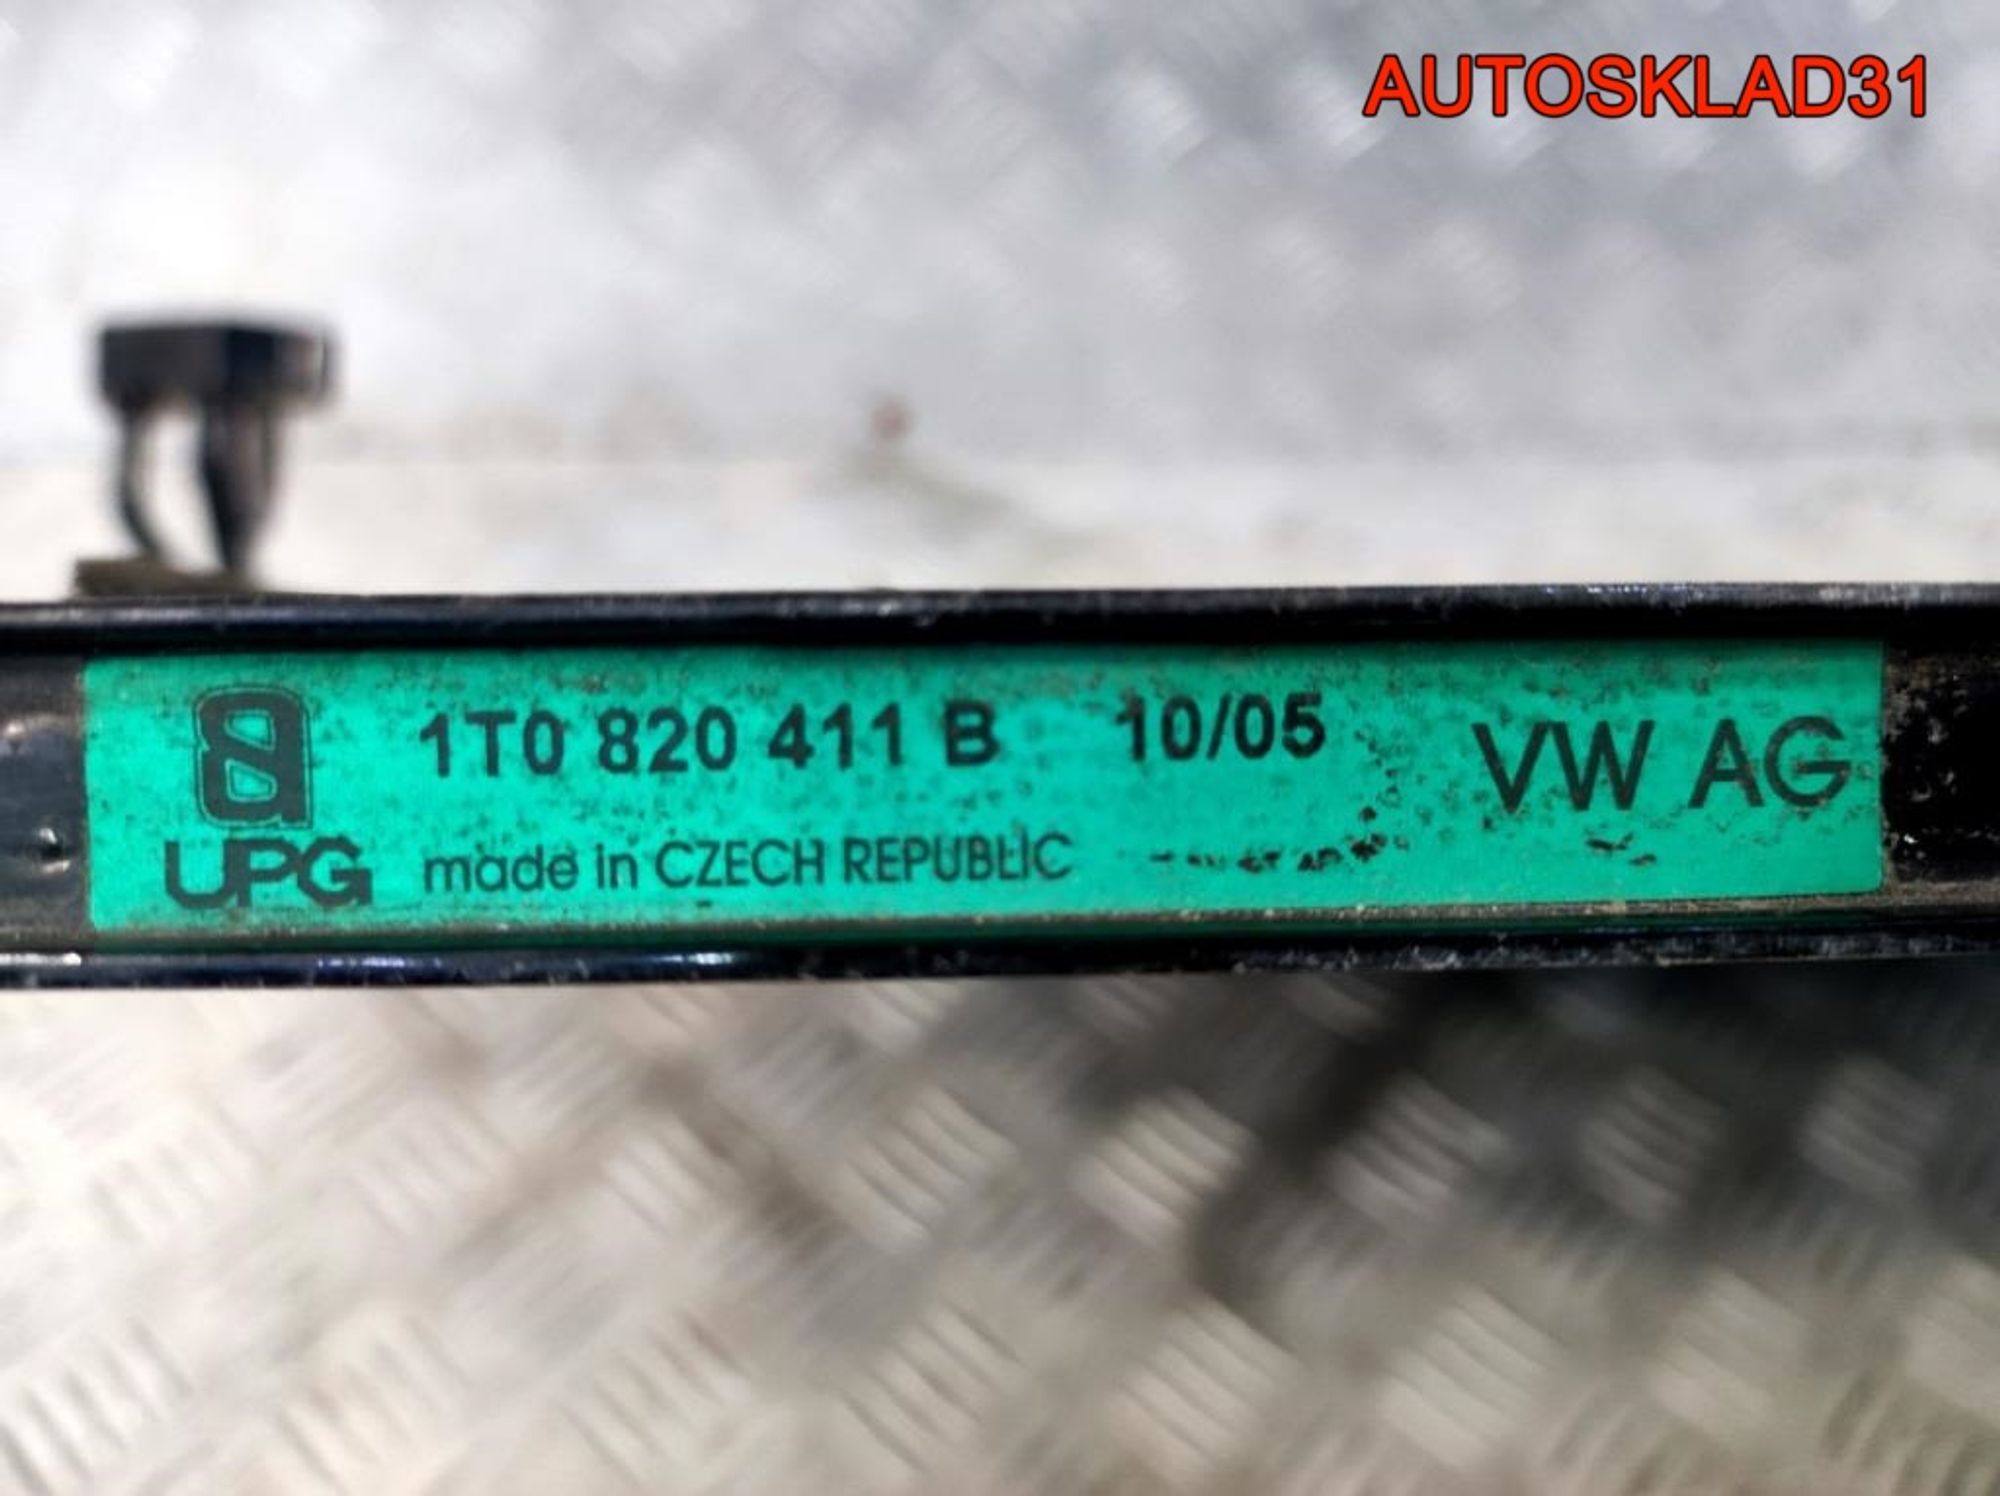 AUTOSKLAD31
1T0 820 411 B 10/05 VW AG
UPG made in CZECH REPUBLIC